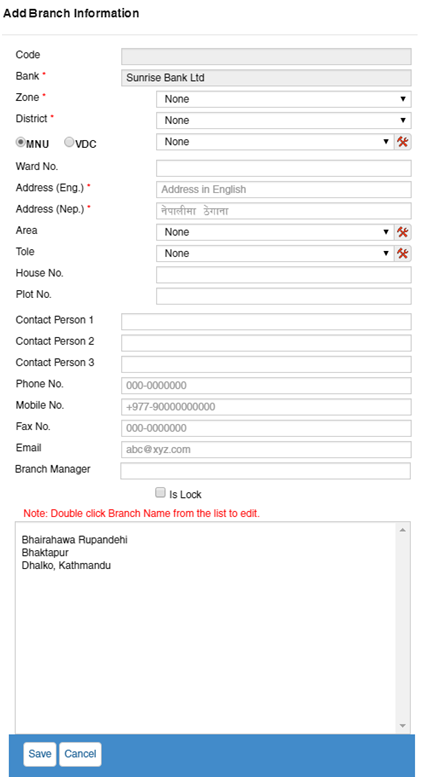 Add Branch Information
Code
Bank * Sunrise Bank Ltd
Zone * None
District * None
MNU VDC None
Ward No.
Address (Eng.) * Address in English
Address (Nep.) * नेपालीमा ठेगाना
Area None
Tole None
House No.
Plot No.
Contact Person 1
Contact Person 2
Contact Person 3
Phone No. 000-0000000
Mobile No. +977-90000000000
Fax No. 000-0000000
Email abc@xyz.com
Branch Manager
Is Lock
Note: Double click Branch Name from the list to edit.
Bhairahawa Rupandehi
Bhaktapur
Dhalko, Kathmandu
Save Cancel